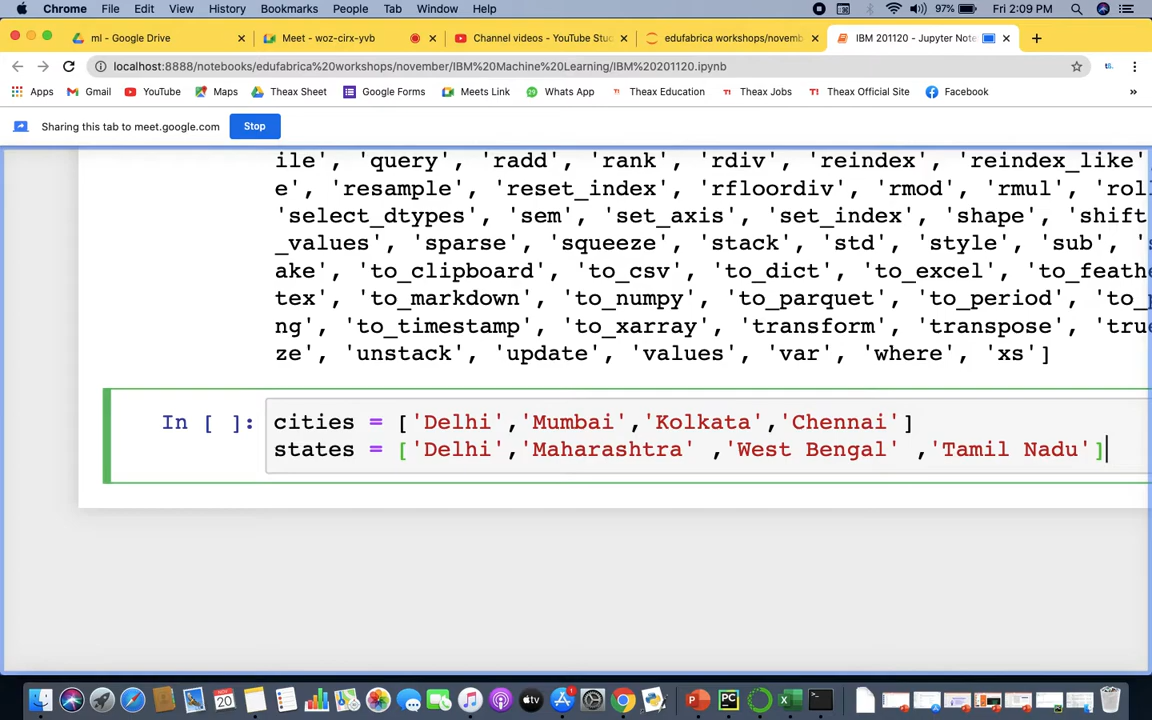 Chrome File Edit View History Bookmarks People Tab Window Help 97% Fri 2:09 PM
ml - Google Drive Meet - woz-cirx-yvb Channel videos - YouTube Stu edufabrica workshops/novemb IBM 201120 - Jupyter Note
localhost:8888/notebooks/edufabrica%20workshops/november/IBM%20Machine%20Learning/IBM%20201120.ipynb
Apps Gmail YouTube Maps Theax Sheet Google Forms Meets Link Whats App Theax Education Theax Jobs Theax Official Site Facebook »
Sharing this tab to meet.google.com Stop
ile', 'query', 'radd', 'rank', 'rdiv', 'reindex', 'reindex_like'
e', 'resample', 'reset_index', 'rfloordiv', 'rmod', 'rmul', 'rol
'select_dtypes', 'sem', 'set_axis', 'set_index', 'shape', 'shift
_values', 'sparse', 'squeeze', 'stack', 'std', 'style', 'sub', '
ake', 'to_clipboard', 'to_csv', 'to_dict', 'to_excel', 'to_feath
tex', 'to_markdown', 'to_numpy', 'to_parquet', 'to_period', 'to_
ng', 'to_timestamp', 'to_xarray', 'transform', 'transpose', 'tru
ze', 'unstack', 'update', 'values', 'var', 'where', 'xs']
In [ ]: cities = ['Delhi','Mumbai','Kolkata','Chennai']
states = ['Delhi','Maharashtra' ,'West Bengal' ,'Tamil Nadu']
NOV
20
PC